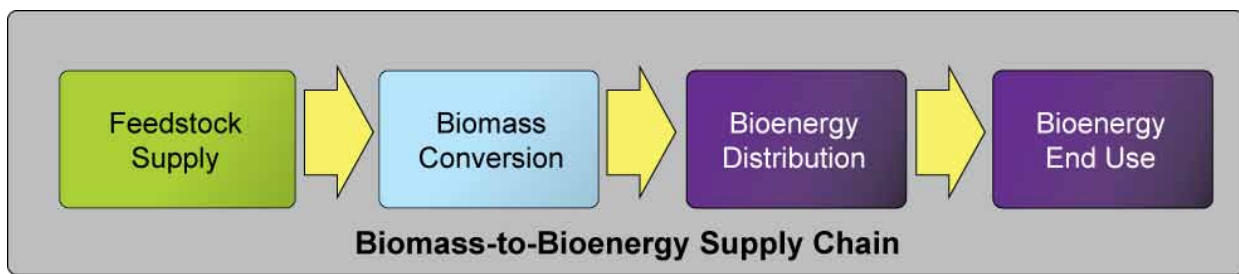 Feedstock
Supply
Biomass
Conversion
Bioenergy
Distribution
Bioenergy
End Use
Biomass-to-Bioenergy Supply Chain